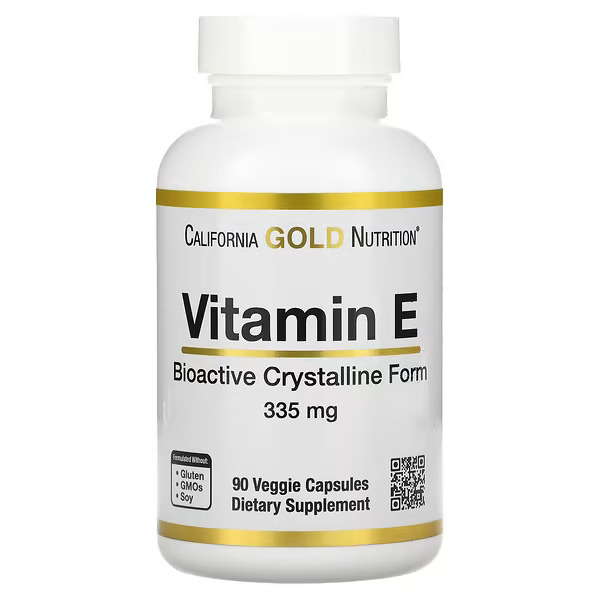 CALIFORNIA GOLD NUTRITION®
Vitamin E
Bioactive Crystalline Form
335 mg
Formulated Without:
• Gluten
• GMOs
• Soy
90 Veggie Capsules
Dietary Supplement